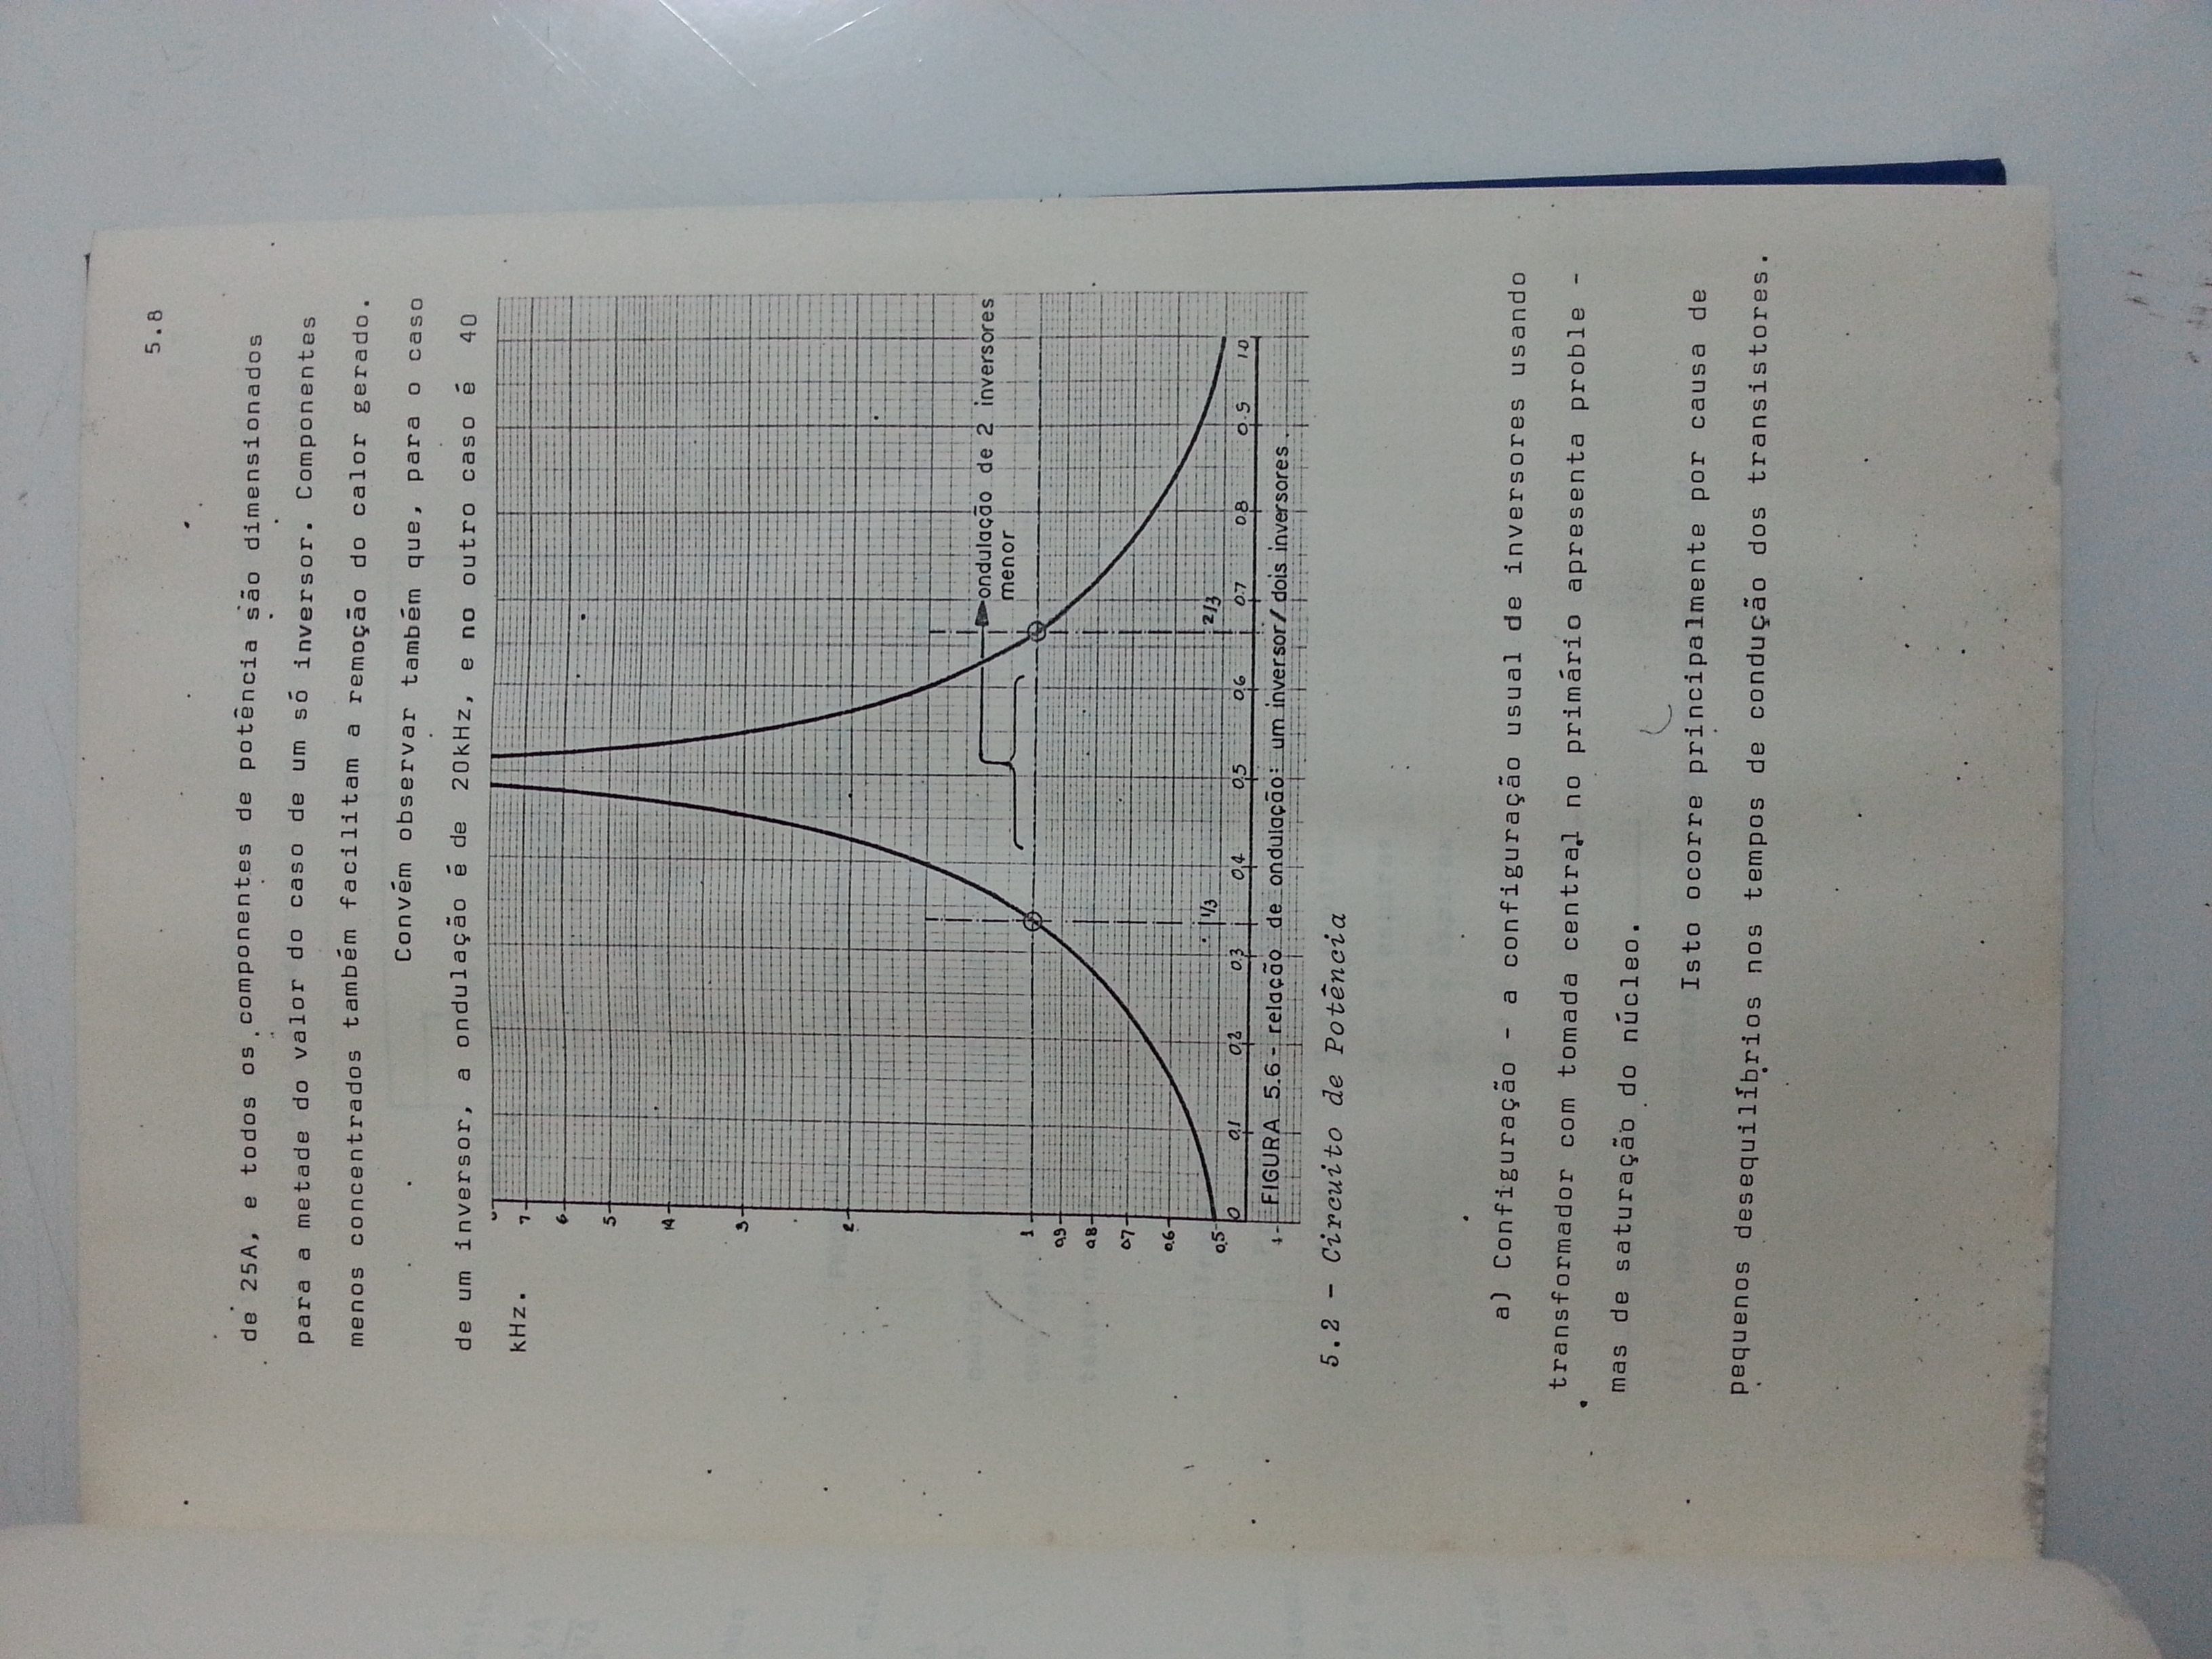 5.8
de 25A, e todos os componentes de potência são dimensionados
para a metade do valor do caso de um só inversor. Componentes
menos concentrados também facilitam a remoção do calor gerado.
Convém observar também que, para o caso
de um inversor, a ondulação é de 20kHz, e no outro caso é 40
kHz.
7
6
5
4
3
2
1
0,9
0,8
0,7
0,6
0,5
ondulação de 2 inversores
menor
1/3
2/3
0 0,1 0,2 0,3 0,4 0,5 0,6 0,7 0,8 0.9 1.0
FIGURA 5.6 - relação de ondulação: um inversor/dois inversores.
5.2 - Circuito de Potência
a) Configuração - a configuração usual de inversores usando
transformador com tomada central no primário apresenta proble -
mas de saturação do núcleo.
Isto ocorre principalmente por causa de
pequenos desequilíbrios nos tempos de condução dos transistores.